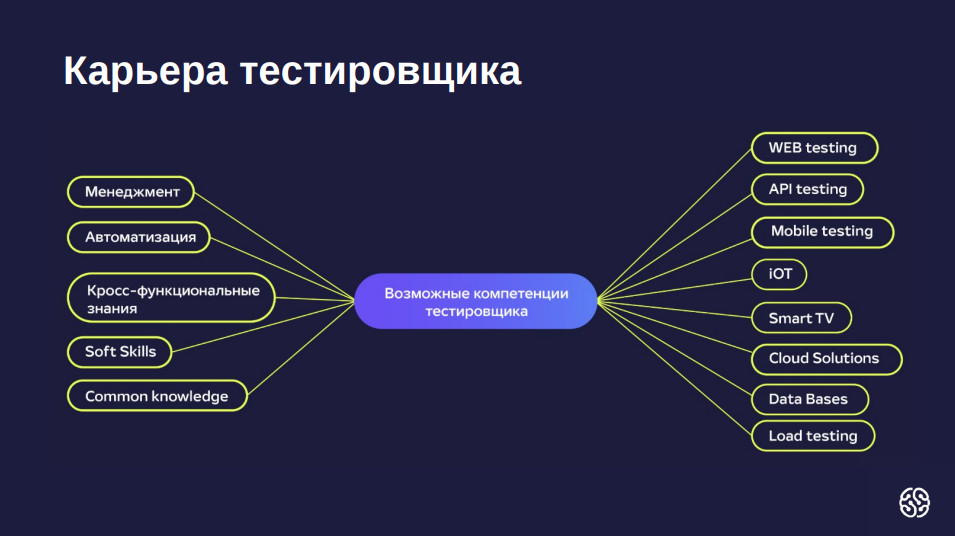 Карьера тестировщика
Менеджмент
Автоматизация
Кросс-функциональные
знания
Soft Skills
Common knowledge
Возможные компетенции
тестировщика
WEB testing
API testing
Mobile testing
iOT
Smart TV
Cloud Solutions
Data Bases
Load testing